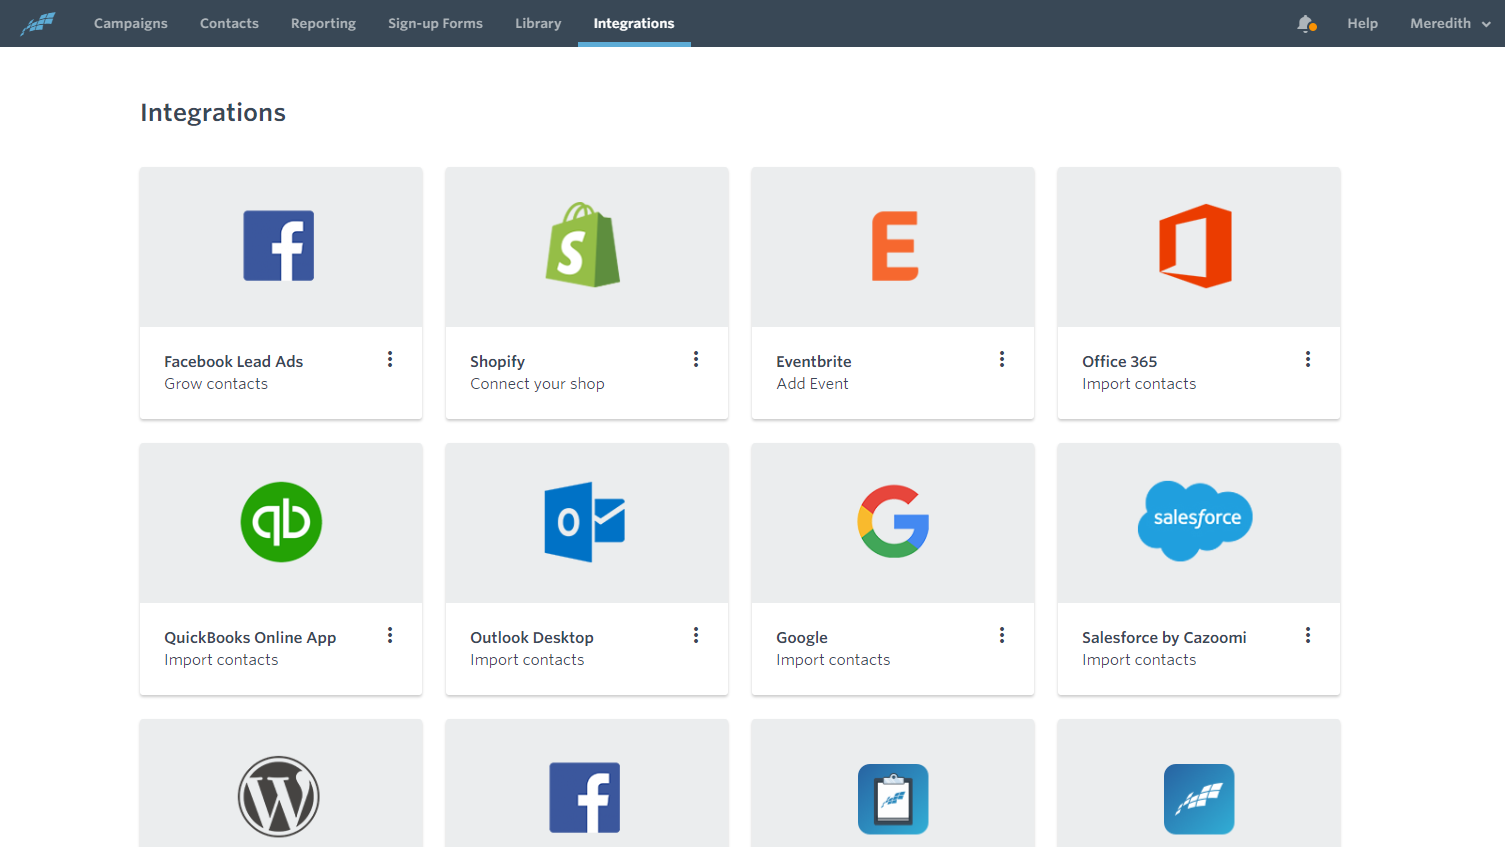 Campaigns Contacts Reporting Sign-up Forms Library Integrations Help Meredith
Integrations
Facebook Lead Ads
Grow contacts
Shopify
Connect your shop
E
Eventbrite
Add Event
Office 365
Import contacts
qb
QuickBooks Online App
Import contacts
Outlook Desktop
Import contacts
Google
Import contacts
salesforce
Salesforce by Cazoomi
Import contacts